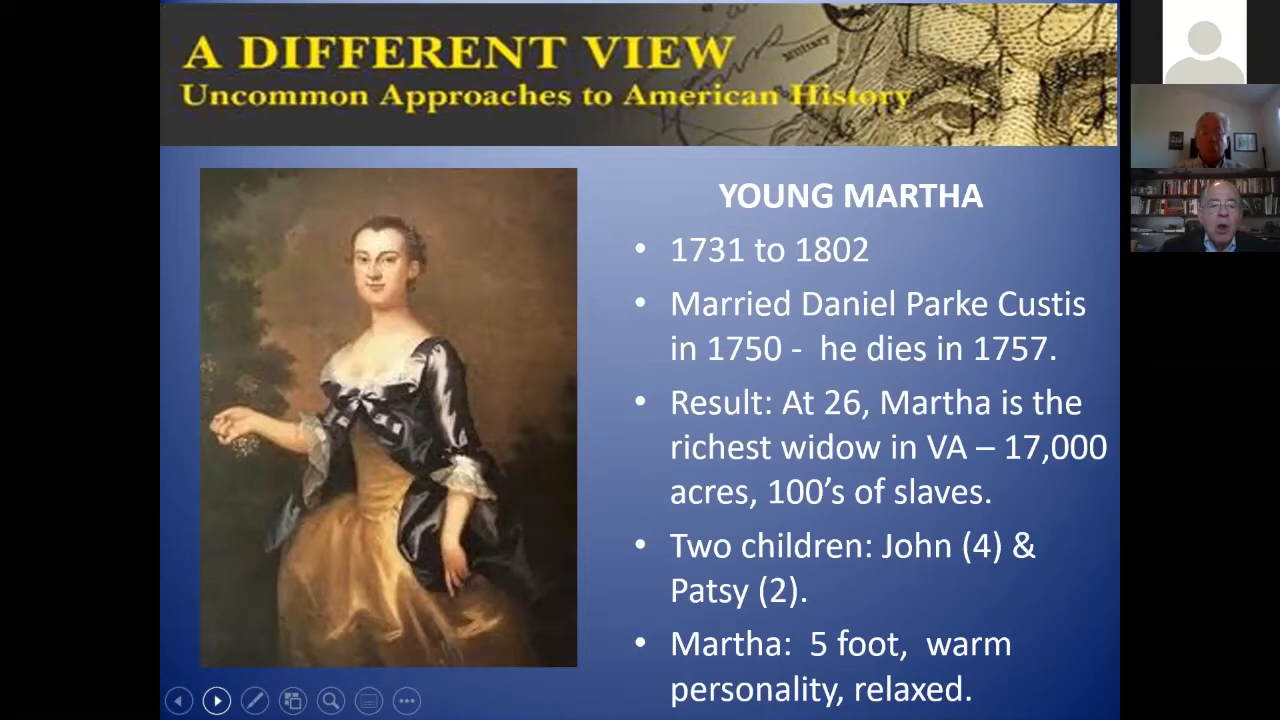 A DIFFERENT VIEW
Uncommon Approaches to American History
Military
YOUNG MARTHA
• 1731 to 1802
• Married Daniel Parke Custis
in 1750 -  he dies in 1757.
• Result: At 26, Martha is the
richest widow in VA – 17,000
acres, 100’s of slaves.
• Two children: John (4) &
Patsy (2).
• Martha:  5 foot,  warm
personality, relaxed.